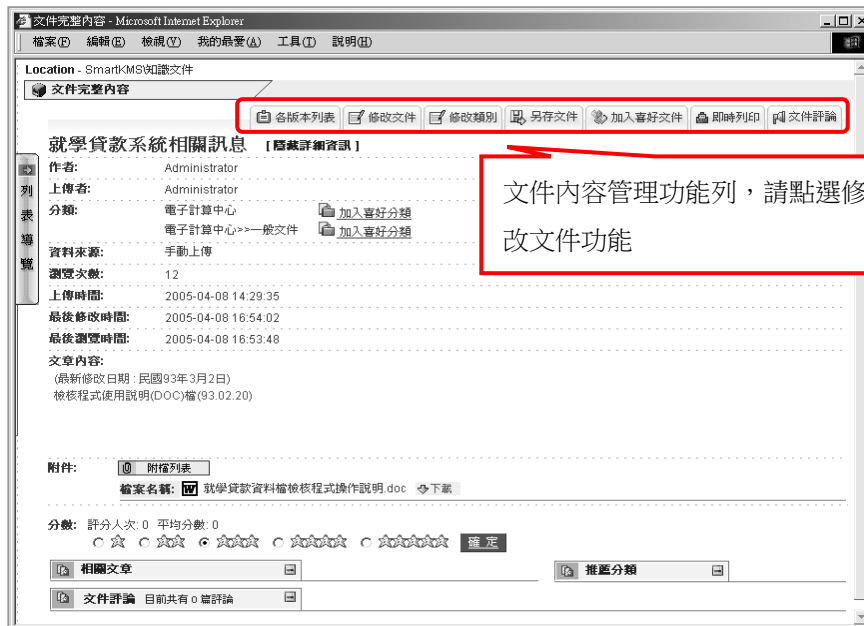 文件完整內容 - Microsoft Internet Explorer
檔案(F) 編輯(E) 檢視(V) 我的最愛(A) 工具(T) 說明(H)
Location - SmartKMS\知識文件
文件完整內容
各版本列表 修改文件 修改類別 另存文件 加入喜好文件 即時列印 文件評論
就學貸款系統相關訊息 [隱藏詳細資訊]
文件內容管理功能列，請點選修
改文件功能
列表導覽
作者: Administrator
上傳者: Administrator
分類: 電子計算中心 加入喜好分類
電子計算中心>>一般文件 加入喜好分類
資料來源: 手動上傳
瀏覽次數: 12
上傳時間: 2005-04-08 14:29:35
最後修改時間: 2005-04-08 16:54:02
最後瀏覽時間: 2005-04-08 16:53:48
文章內容:
(最新修改日期 : 民國93年3月2日)
檢核程式使用說明(DOC)檔(93.02.20)
附件: 附檔列表
檔案名稱: 就學貸款資料檔檢核程式操作說明.doc 下載
分數: 評分人次: 0 平均分數: 0
確定
相關文章 推薦分類
文件評論 目前共有 0 篇評論